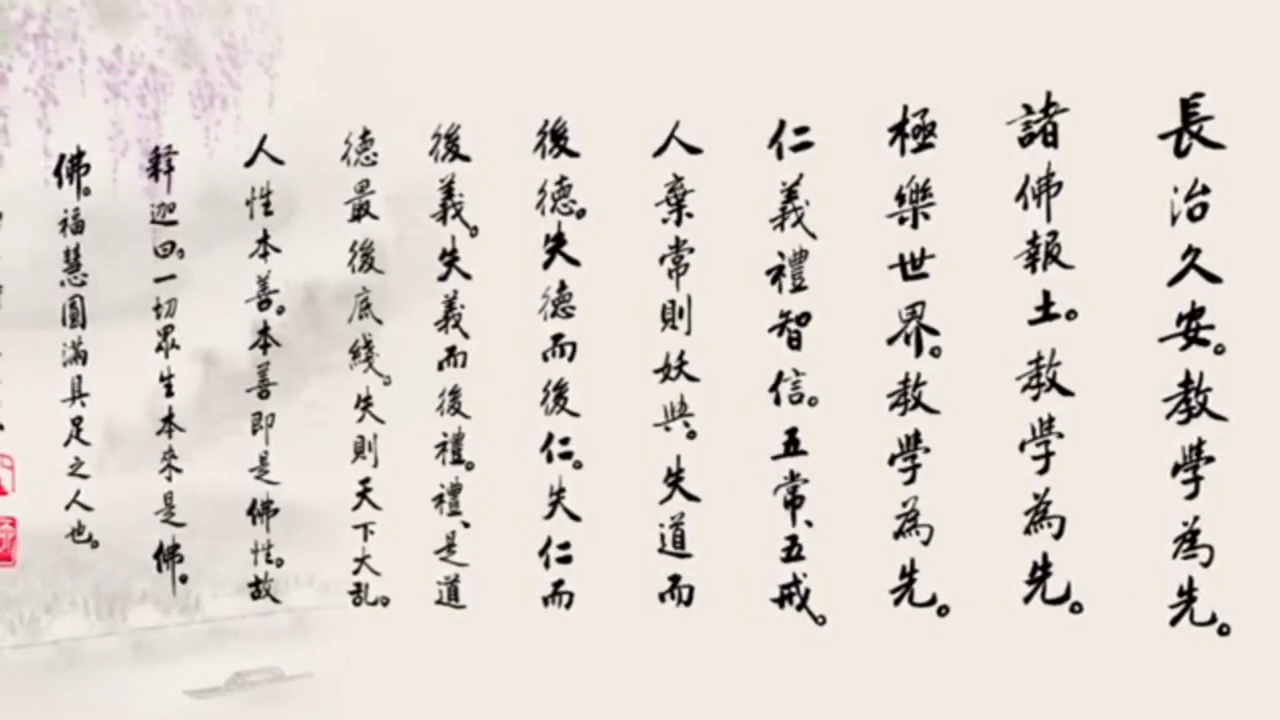 長治久安。教學為先。
諸佛報土。教學為先。
極樂世界。教學為先。
仁義禮智信。五常、五戒。
人棄常則妖興。失道而
後德。失德而後仁。失仁而
後義。失義而後禮。禮、是道
德最後底綫。失則天下大乱。
人性本善。本善即是佛性。故
釋迦曰。一切眾生本來是佛。
佛。福慧圓滿具足之人也。